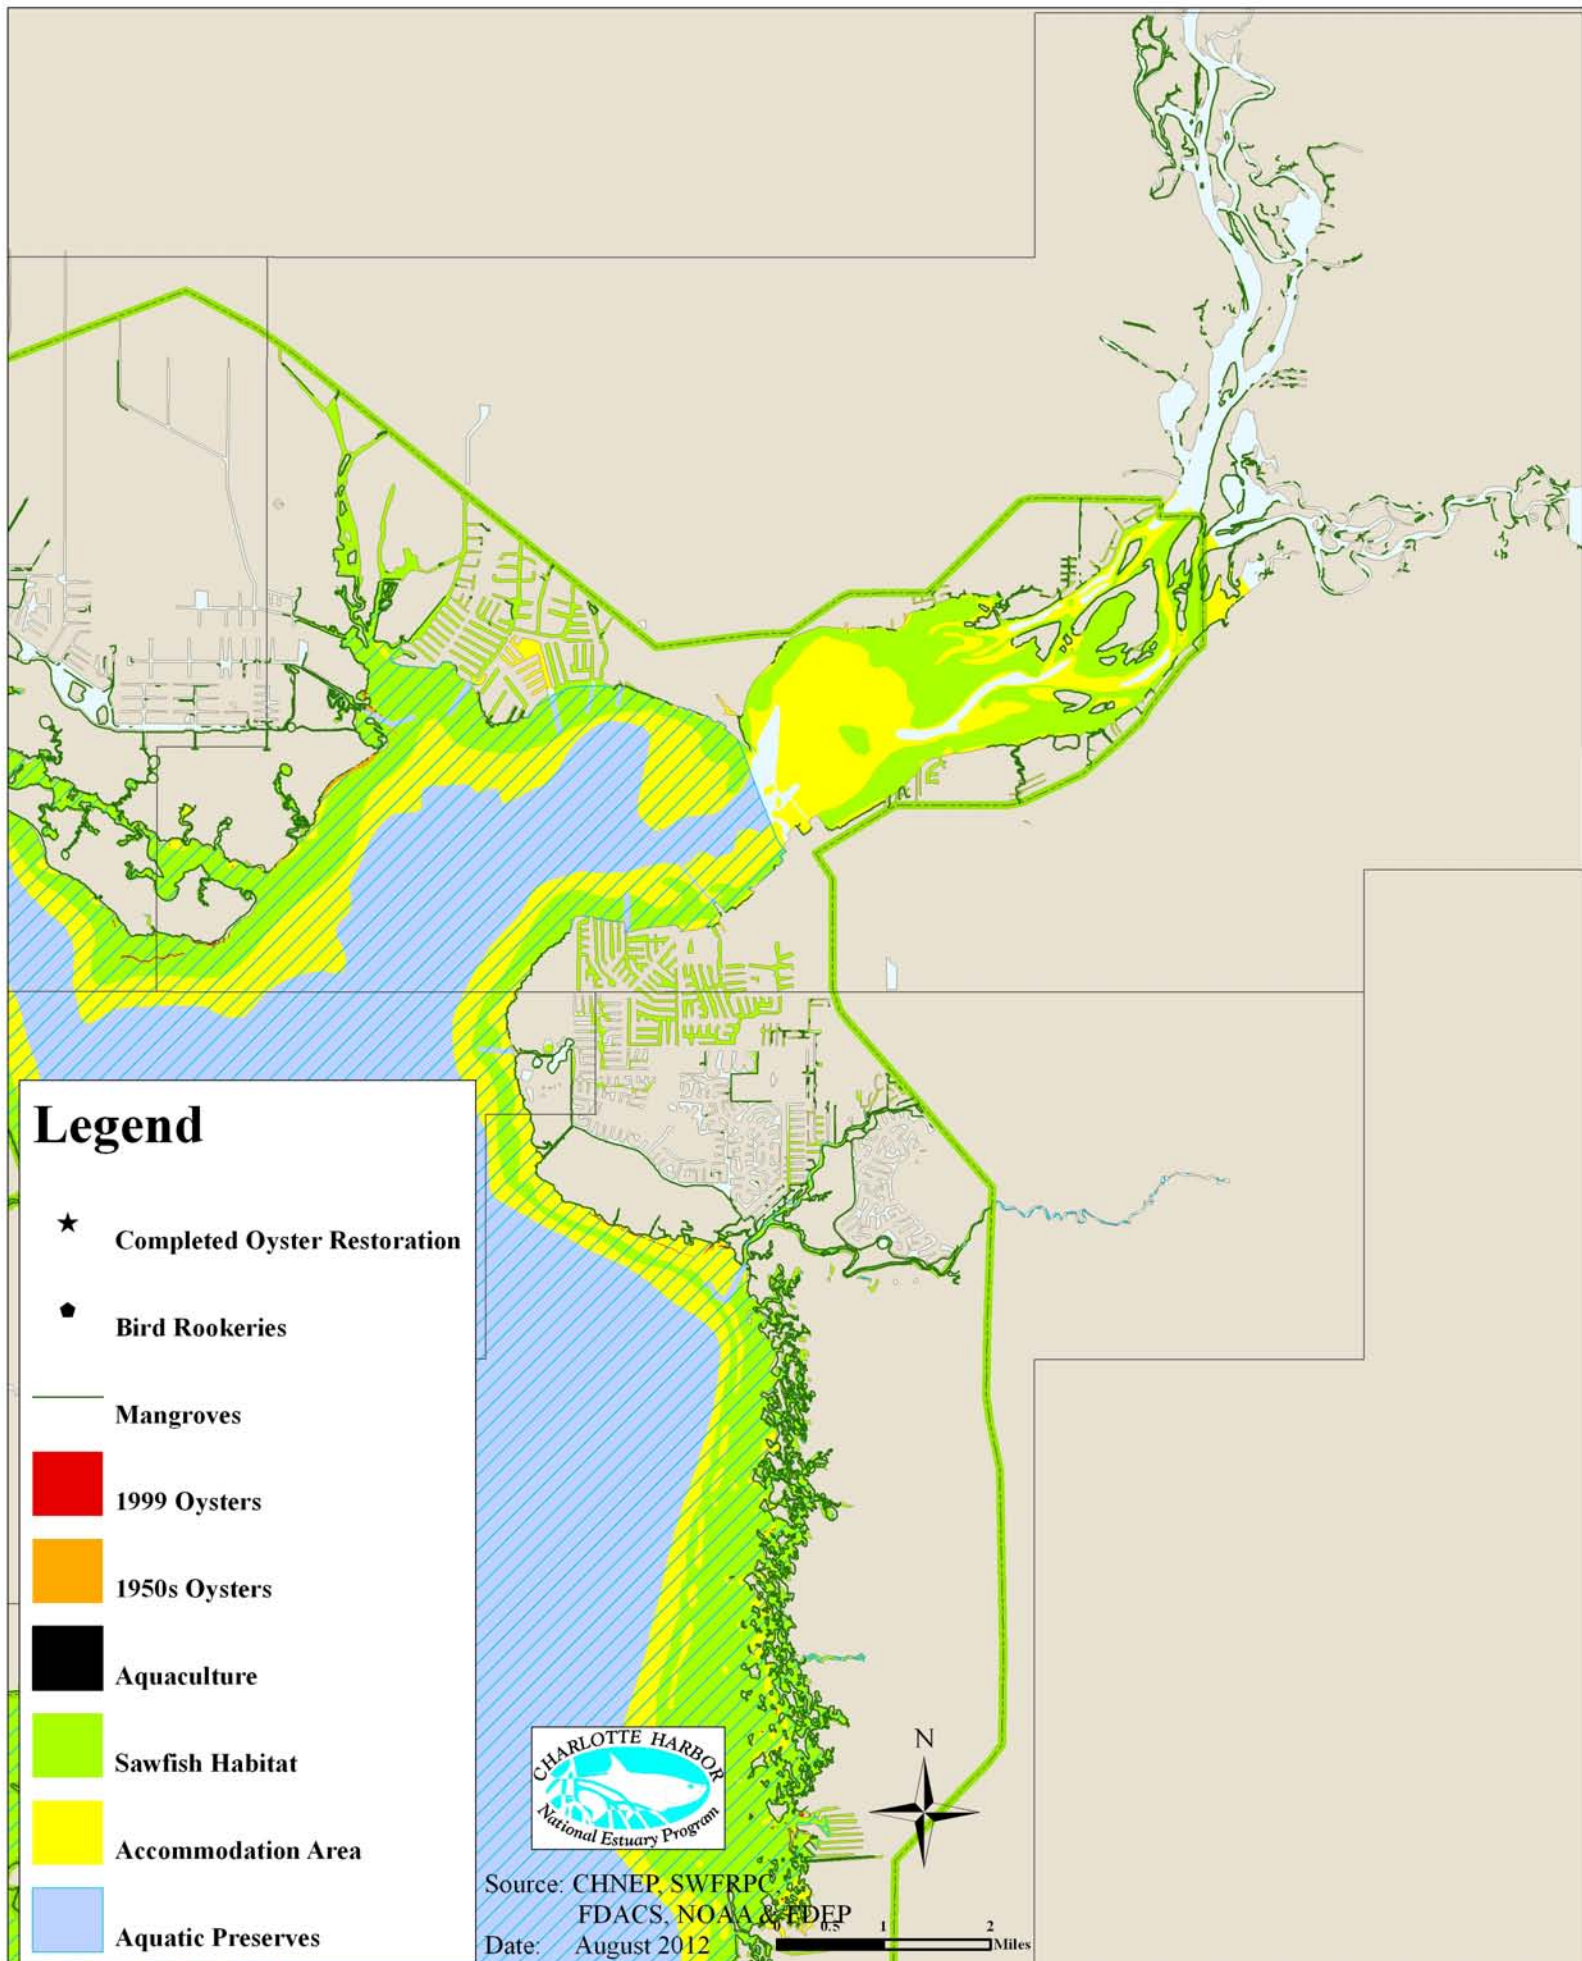 Legend
Completed Oyster Restoration
Bird Rookeries
Mangroves
1999 Oysters
1950s Oysters
Aquaculture
Sawfish Habitat
Accommodation Area
Aquatic Preserves
CHARLOTTE HARBOR
National Estuary Program
N
Source: CHNEP, SWFRPC,
FDACS, NOAA & FDEP
Date: August 2012
0 0.5 1 2
Miles